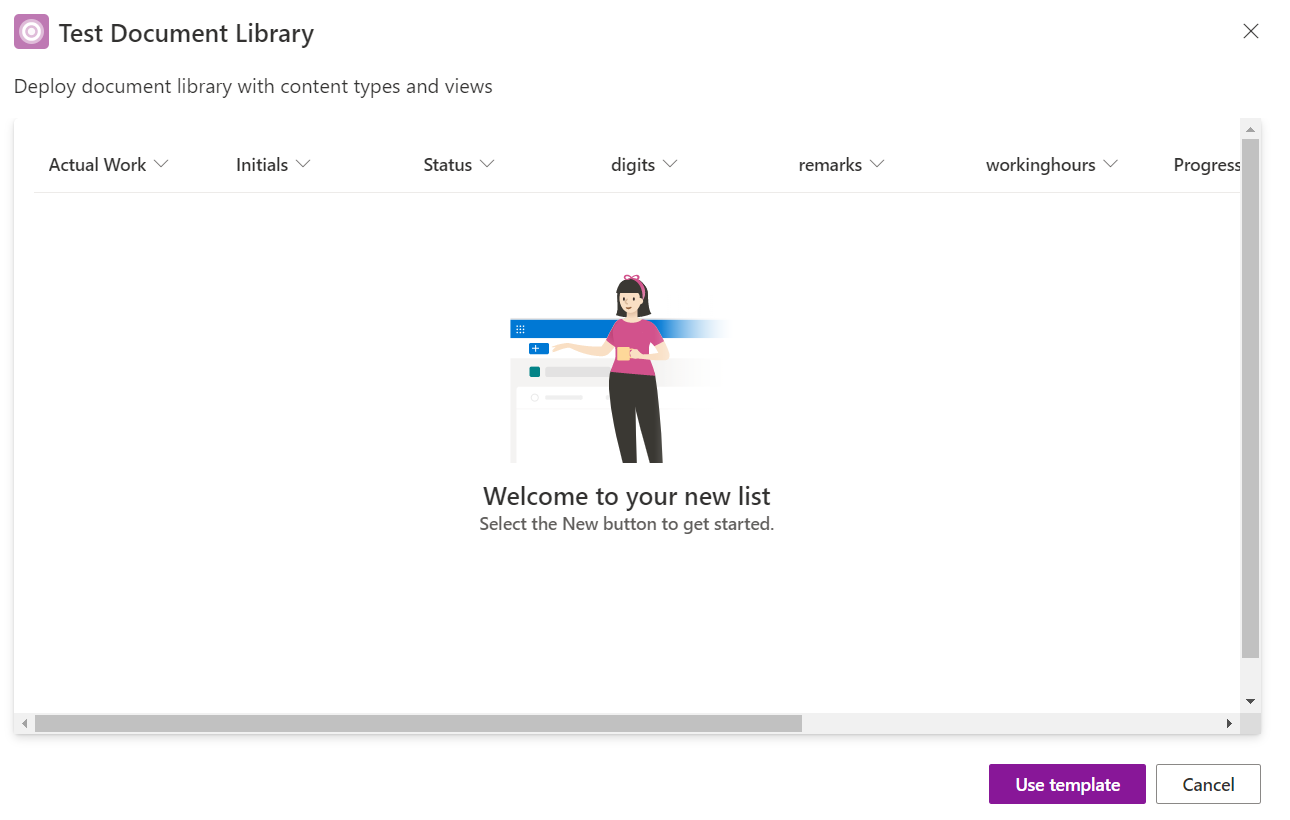 Test Document Library
Deploy document library with content types and views
Actual Work Initials Status digits remarks workinghours Progress
Welcome to your new list
Select the New button to get started.
Use template Cancel